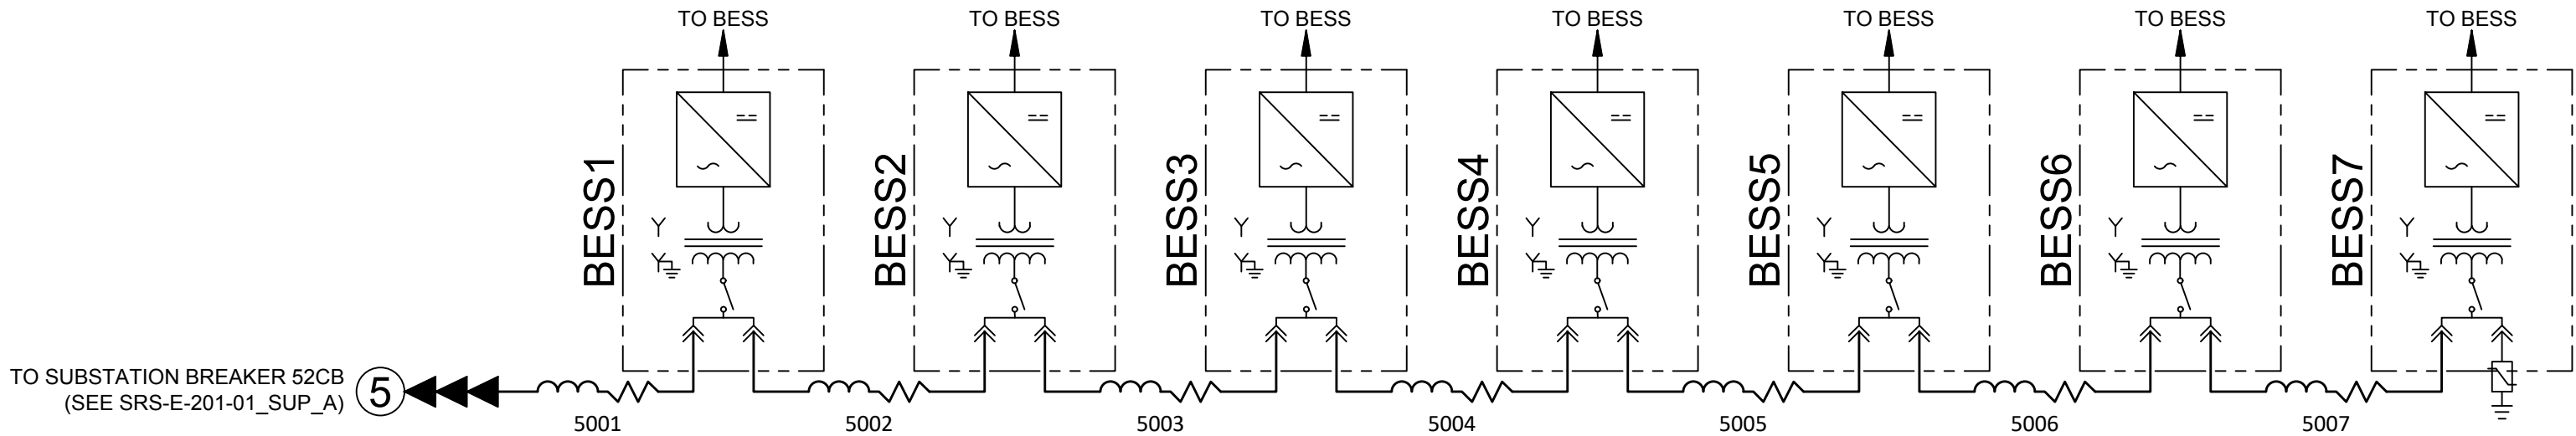 TO BESS
TO BESS
TO BESS
TO BESS
TO BESS
TO BESS
TO BESS
BESS1
BESS2
BESS3
BESS4
BESS5
BESS6
BESS7
TO SUBSTATION BREAKER 52CB
(SEE SRS-E-201-01_SUP_A)
5
5001
5002
5003
5004
5005
5006
5007